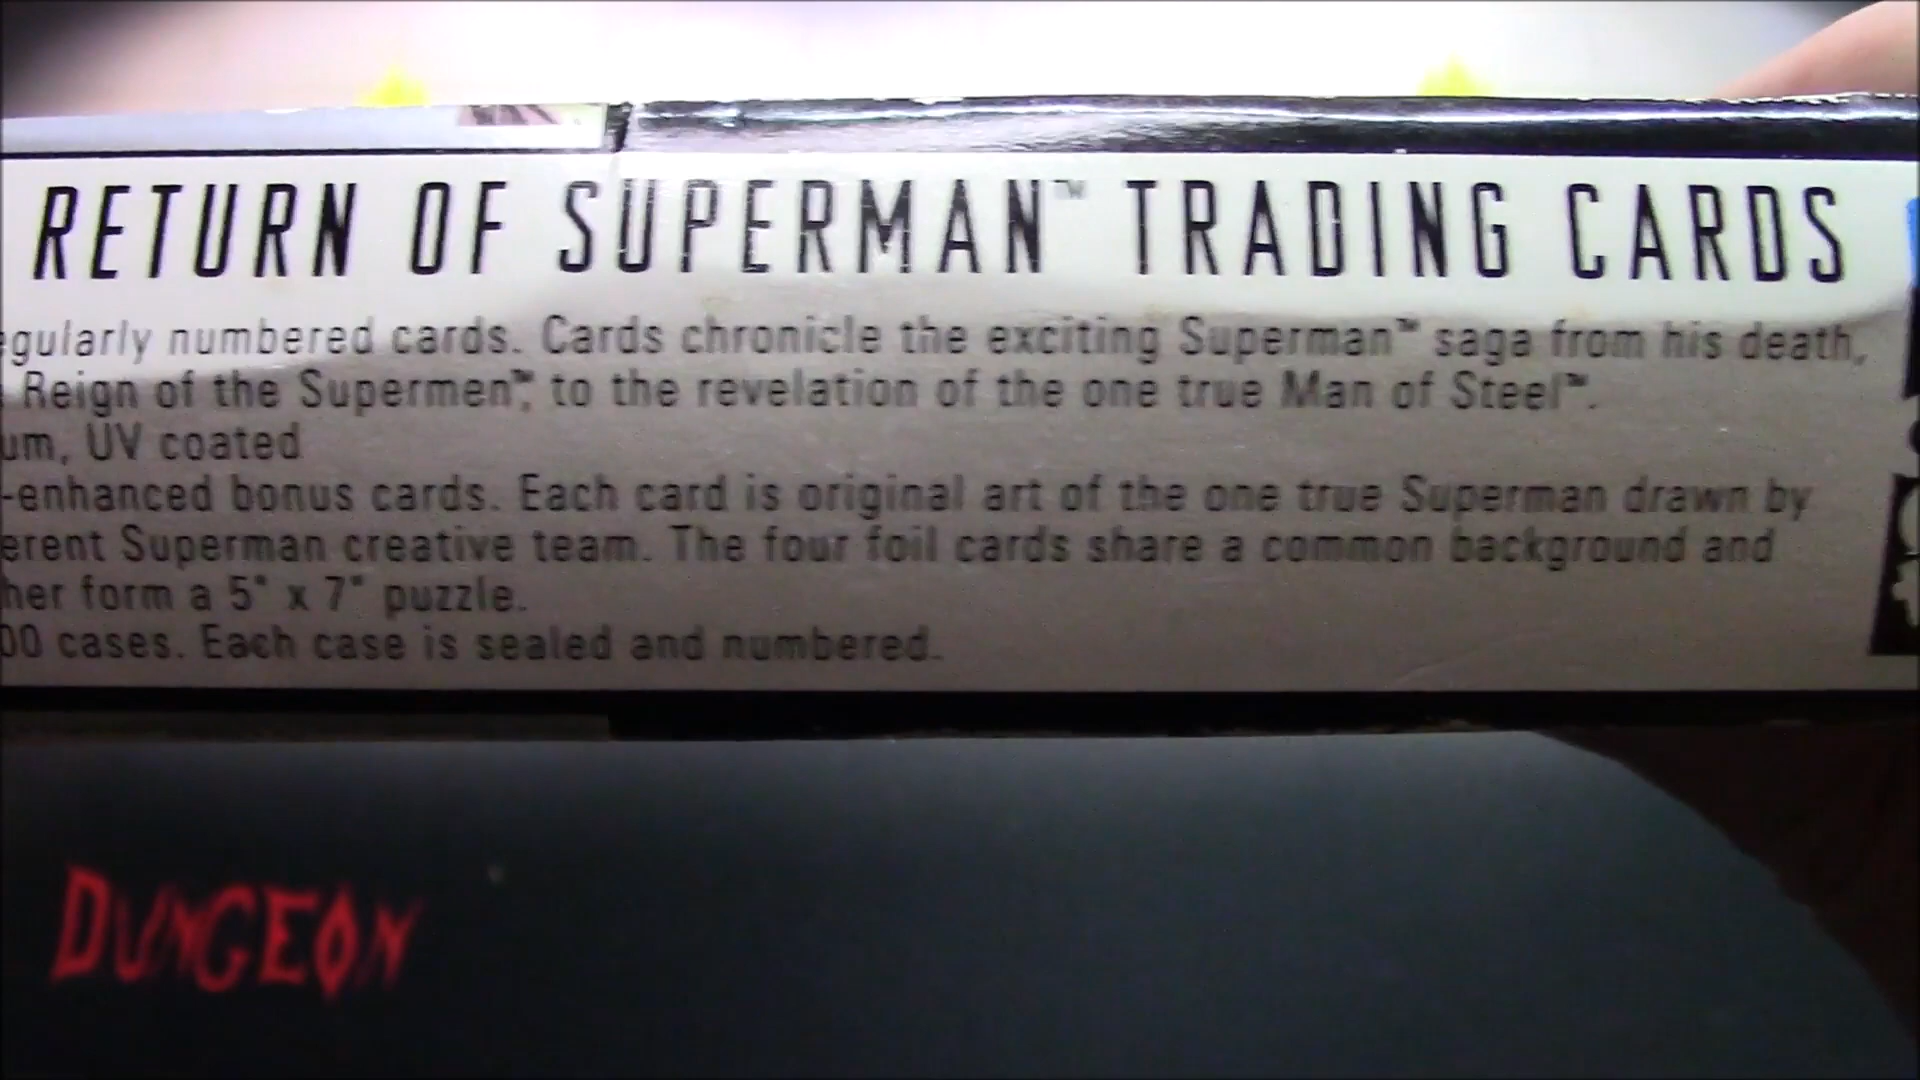 RETURN OF SUPERMAN™ TRADING CARDS
egularly numbered cards. Cards chronicle the exciting Superman™ saga from his death,
Reign of the Supermen™, to the revelation of the one true Man of Steel™.
um, UV coated
-enhanced bonus cards. Each card is original art of the one true Superman drawn by
erent Superman creative team. The four foil cards share a common background and
her form a 5" x 7" puzzle.
00 cases. Each case is sealed and numbered.
DUNGEON